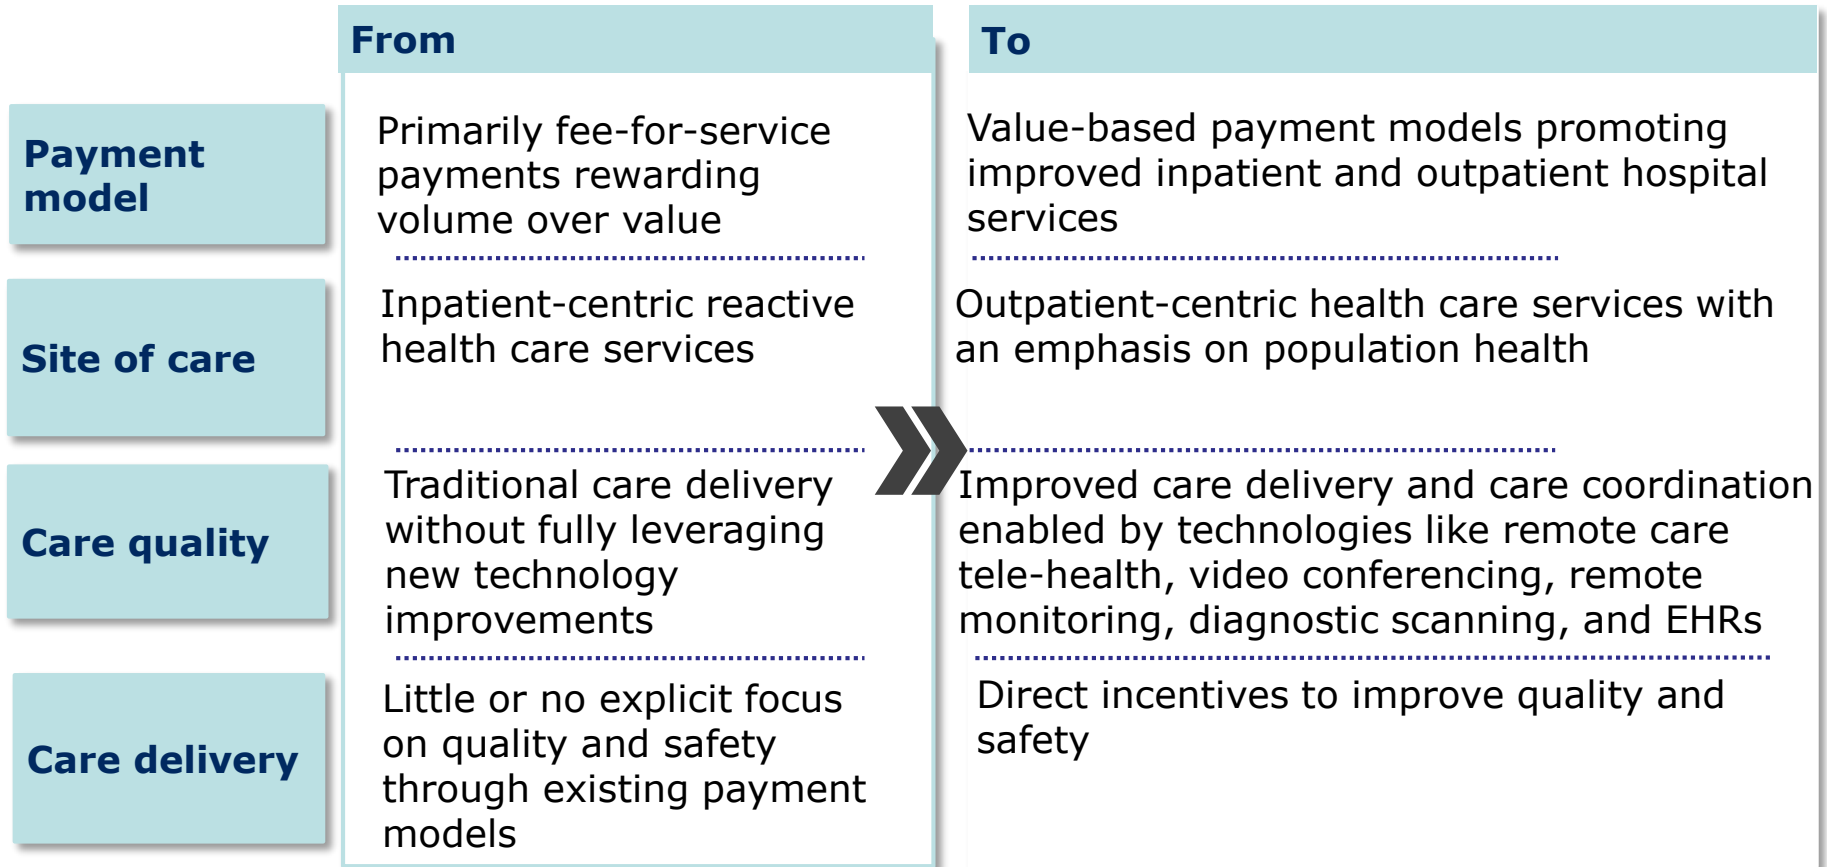 From
To
Payment
model
Primarily fee-for-service
payments rewarding
volume over value
Value-based payment models promoting
improved inpatient and outpatient hospital
services
Site of care
Inpatient-centric reactive
health care services
Outpatient-centric health care services with
an emphasis on population health
Care quality
Traditional care delivery
without fully leveraging
new technology
improvements
Improved care delivery and care coordination
enabled by technologies like remote care
tele-health, video conferencing, remote
monitoring, diagnostic scanning, and EHRs
Care delivery
Little or no explicit focus
on quality and safety
through existing payment
models
Direct incentives to improve quality and
safety